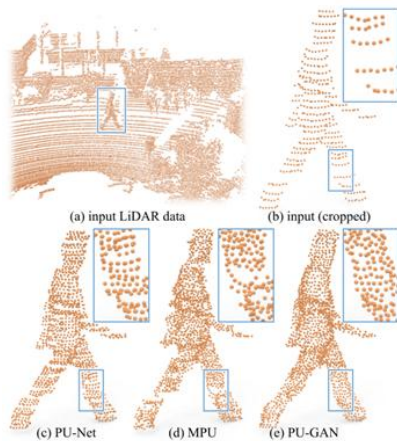 (a) input LiDAR data
(b) input (cropped)
(c) PU-Net
(d) MPU
(e) PU-GAN